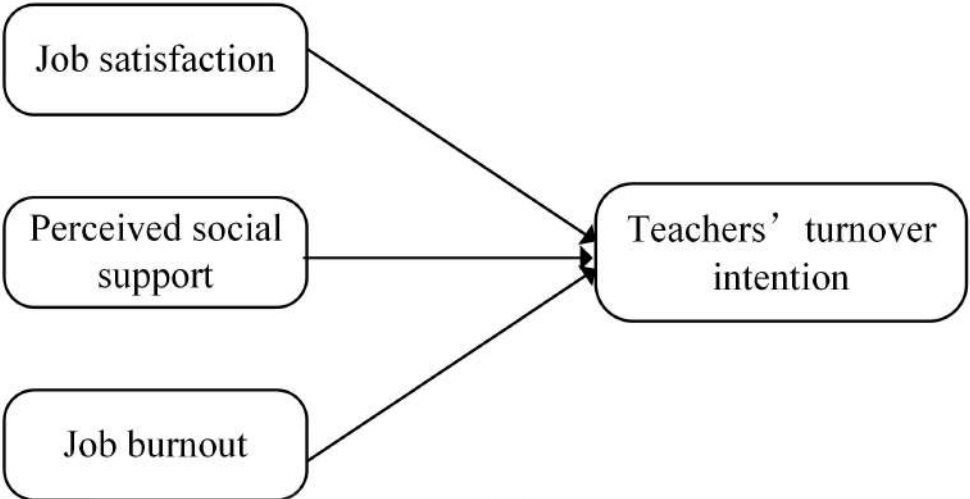 Job satisfaction
Perceived social
support
Teachers’ turnover
intention
Job burnout